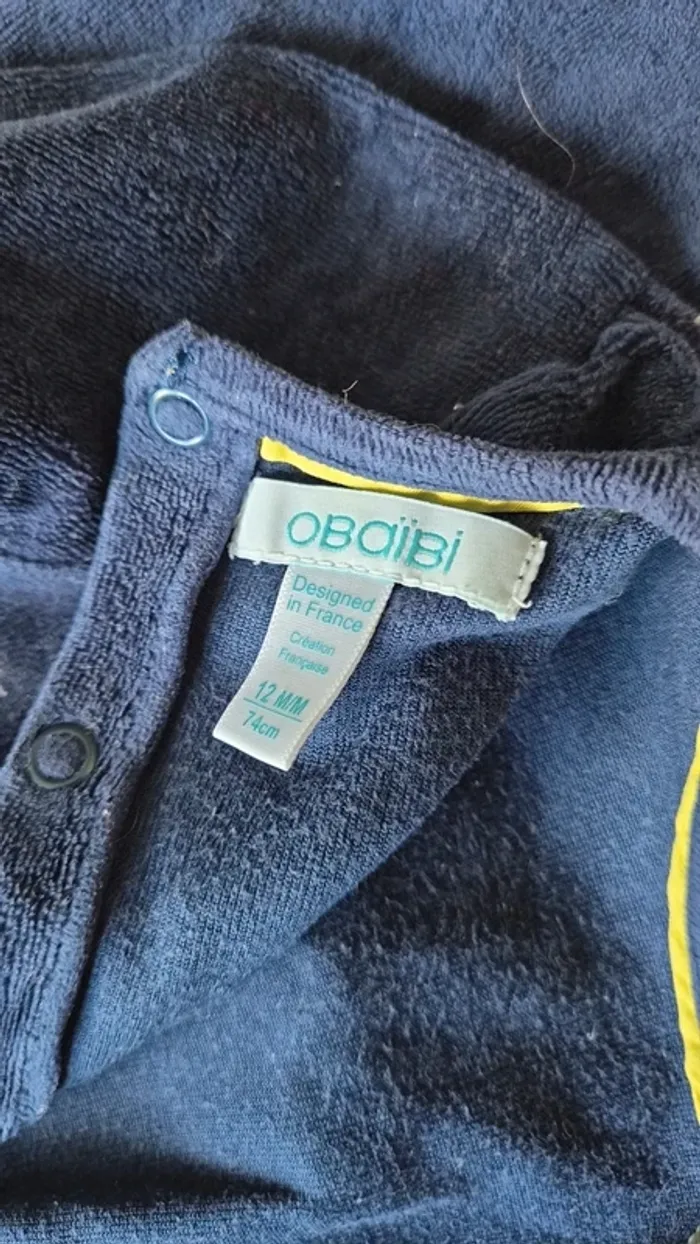 OBaïBi
Designed
in France
Création
Française
12 M/M
74cm